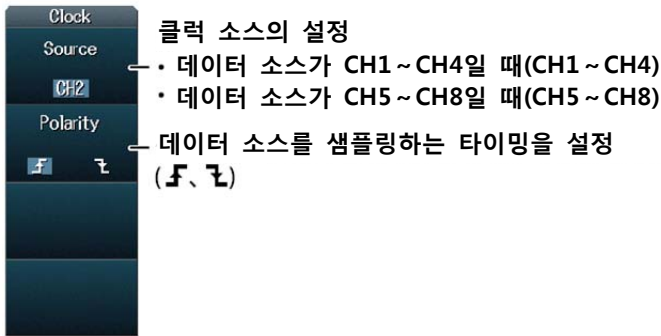 Clock
Source
CH2
Polarity
클럭 소스의 설정
・데이터 소스가 CH1～CH4일 때(CH1～CH4)
・데이터 소스가 CH5～CH8일 때(CH5～CH8)
데이터 소스를 샘플링하는 타이밍을 설정
(、)